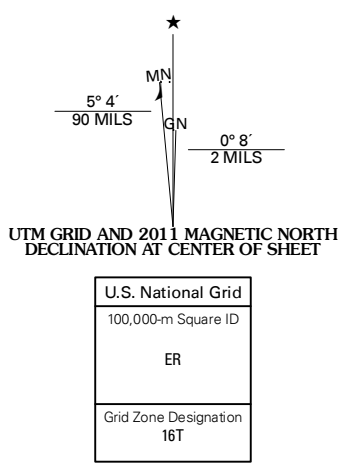 ★
MN
GN
5° 4´
90 MILS
0° 8´
2 MILS
UTM GRID AND 2011 MAGNETIC NORTH
DECLINATION AT CENTER OF SHEET
U.S. National Grid
100,000-m Square ID
ER
Grid Zone Designation
16T